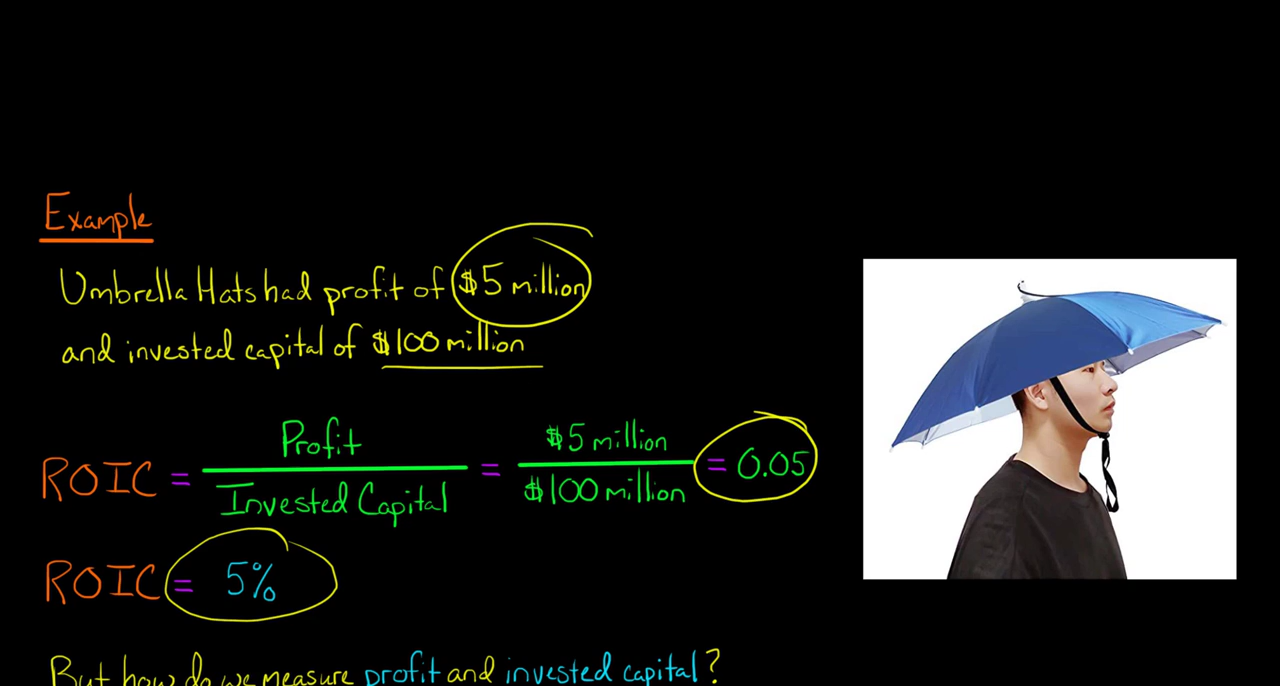 Example
Umbrella Hats had profit of $5 million
and invested capital of $100 million
ROIC = Profit / Invested Capital = $5 million / $100 million = 0.05
ROIC = 5%
But how do we measure profit and invested capital?